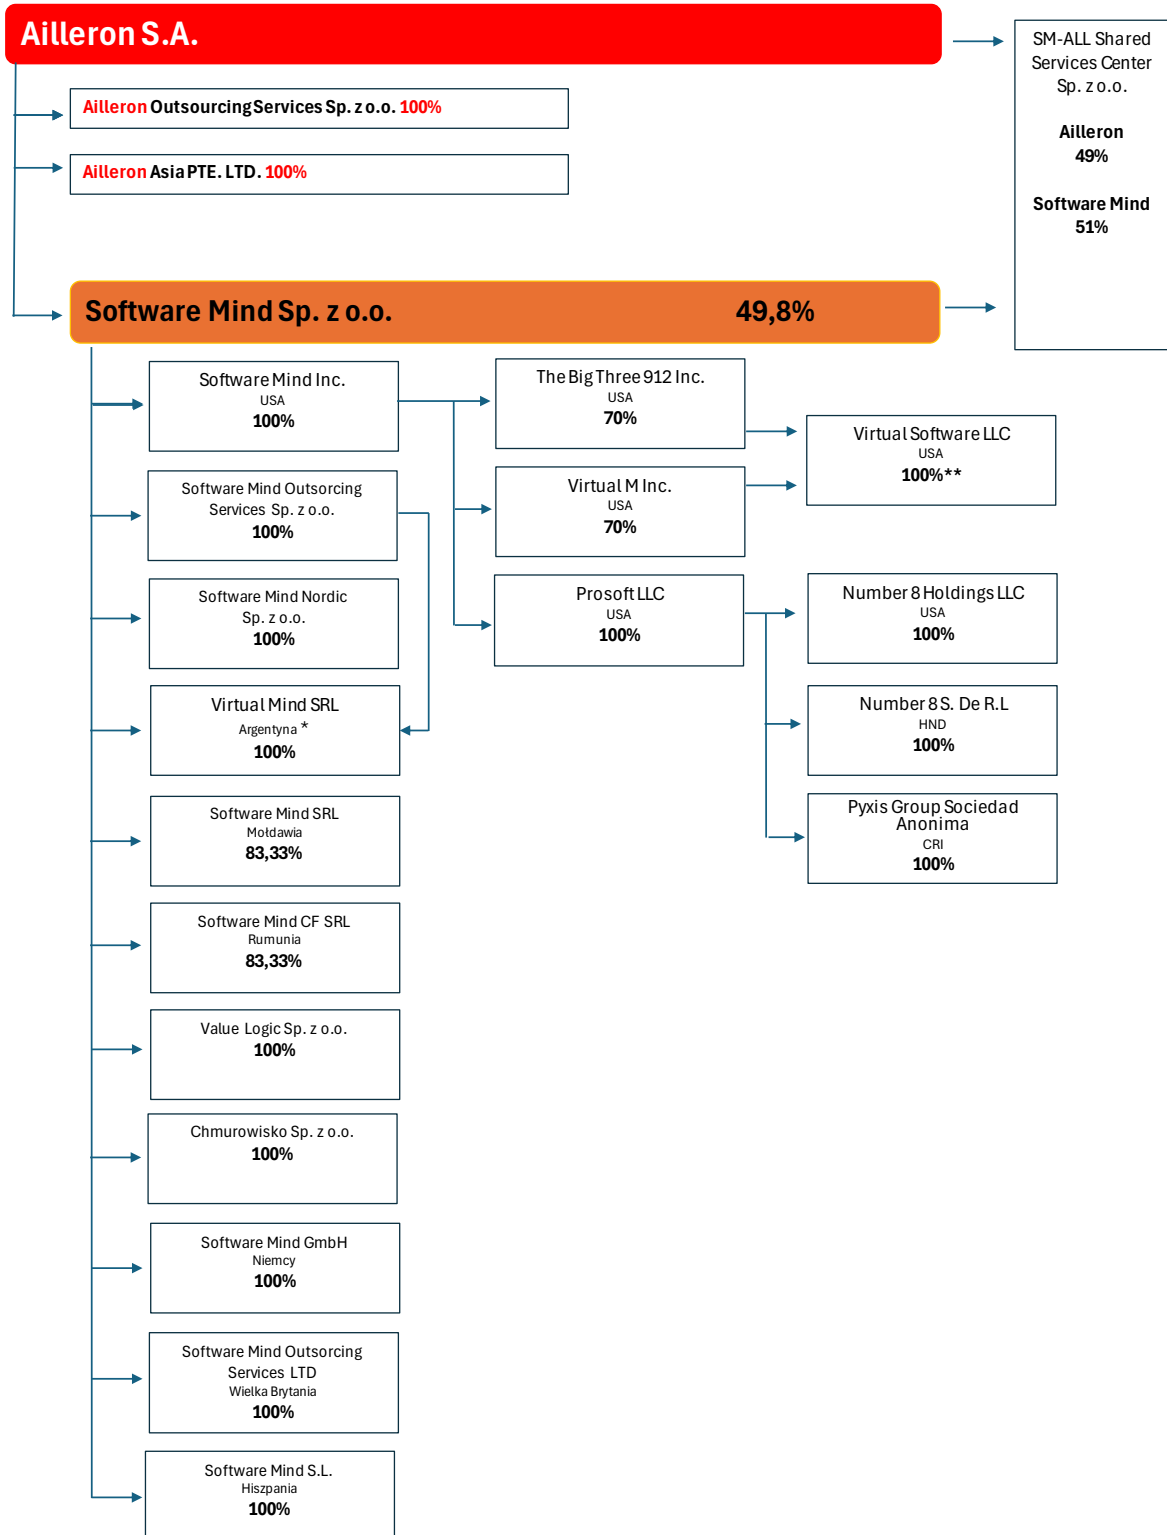 Ailleron S.A.
SM-ALL Shared
Services Center
Sp. z o.o.
Ailleron
49%
Software Mind
51%
Ailleron Outsourcing Services Sp. z o.o. 100%
Ailleron Asia PTE. LTD. 100%
Software Mind Sp. z o.o. 49,8%
Software Mind Inc.
USA
100%
The Big Three 912 Inc.
USA
70%
Virtual Software LLC
USA
100%**
Software Mind Outsorcing
Services Sp. z o.o.
100%
Virtual M Inc.
USA
70%
Software Mind Nordic
Sp. z o.o.
100%
Prosoft LLC
USA
100%
Number 8 Holdings LLC
USA
100%
Virtual Mind SRL
Argentyna *
100%
Number 8 S. De R.L
HND
100%
Software Mind SRL
Mołdawia
83,33%
Pyxis Group Sociedad
Anonima
CRI
100%
Software Mind CF SRL
Rumunia
83,33%
Value Logic Sp. z o.o.
100%
Chmurowisko Sp. z o.o.
100%
Software Mind GmbH
Niemcy
100%
Software Mind Outsorcing
Services LTD
Wielka Brytania
100%
Software Mind S.L.
Hiszpania
100%